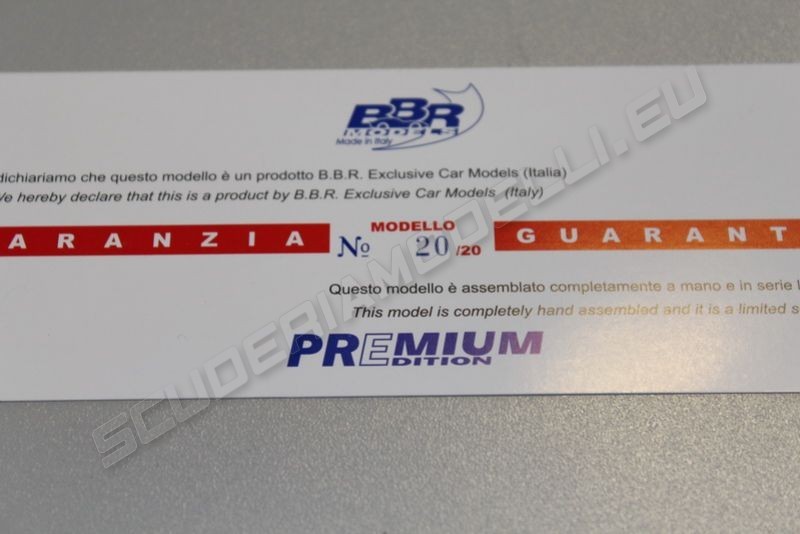 BBR
MODELS
Made in Italy
dichiariamo che questo modello è un prodotto B.B.R. Exclusive Car Models (Italia)
We hereby declare that this is a product by B.B.R. Exclusive Car Models (Italy)
ARANZIA
MODELLO
No 20/20
GUARANT
Questo modello è assemblato completamente a mano e in serie l
This model is completely hand assembled and it is a limited s
PREMIUM
EDITION
SCUDERIAMODELLI.EU